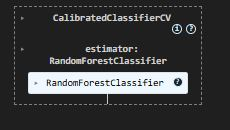 CalibratedClassifierCV
i ?
estimator:
RandomForestClassifier
RandomForestClassifier ?